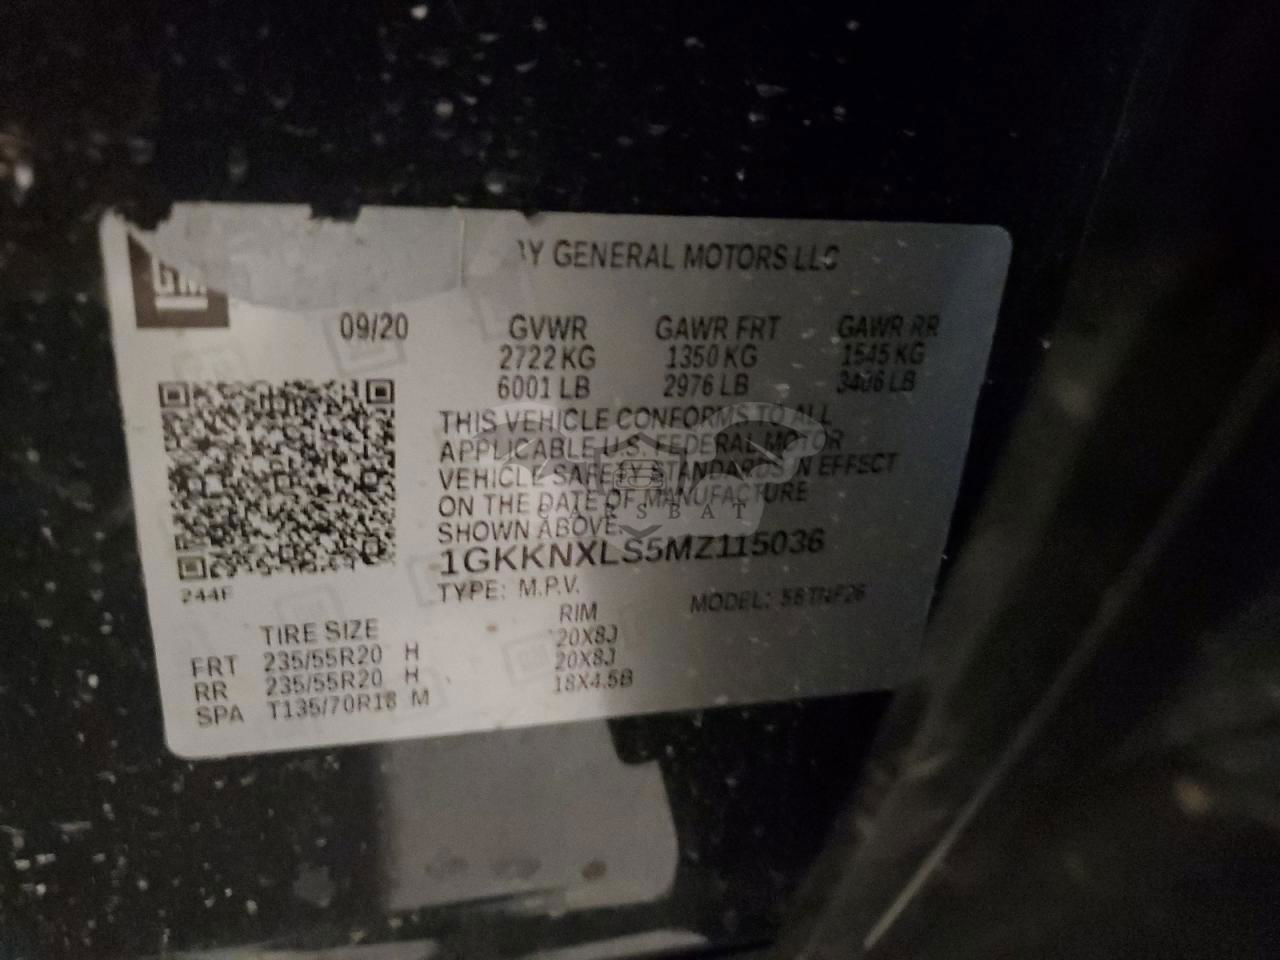 GM
GENERAL MOTORS LLC
09/20 GVWR GAWR FRT GAWR RR
2722 KG 1350 KG 1545 KG
6001 LB 2976 LB 3406 LB
THIS VEHICLE CONFORMS TO ALL
APPLICABLE U.S. FEDERAL MOTOR
VEHICLE SAFETY STANDARDS IN EFFECT
ON THE DATE OF MANUFACTURE
CARSBAT
SHOWN ABOVE.
1GKKNXLS5MZ115036
244F
TYPE: M.P.V. MODEL:
TIRE SIZE RIM
FRT 235/55R20 H 20X8J
RR 235/55R20 H 20X8J
SPA T135/70R18 M 18X4.5B